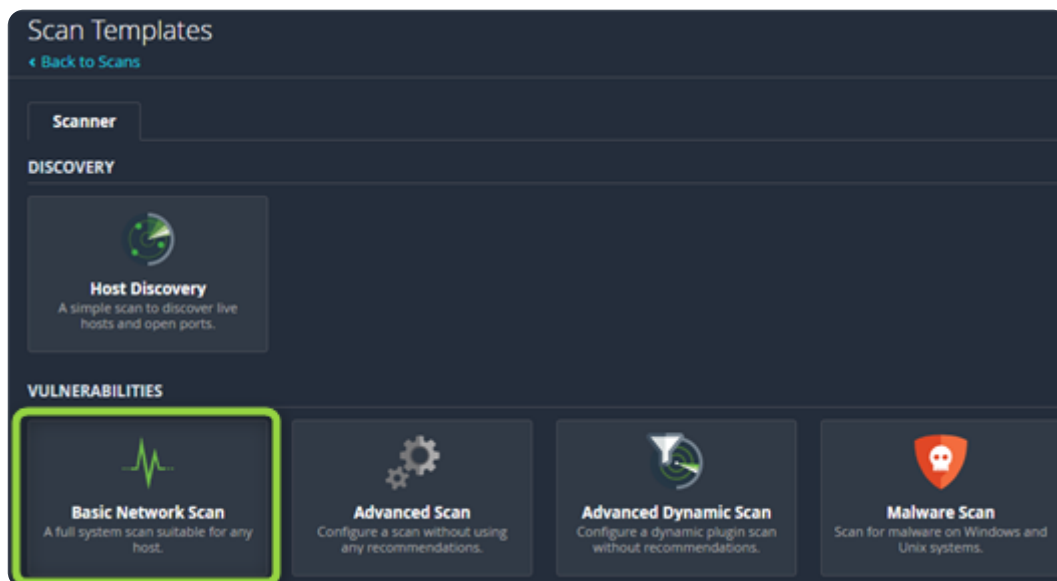 Scan Templates
‹ Back to Scans
Scanner
DISCOVERY
Host Discovery
A simple scan to discover live
hosts and open ports.
VULNERABILITIES
Basic Network Scan
A full system scan suitable for any
host.
Advanced Scan
Configure a scan without using
any recommendations.
Advanced Dynamic Scan
Configure a dynamic plugin scan
without recommendations.
Malware Scan
Scan for malware on Windows and
Unix systems.